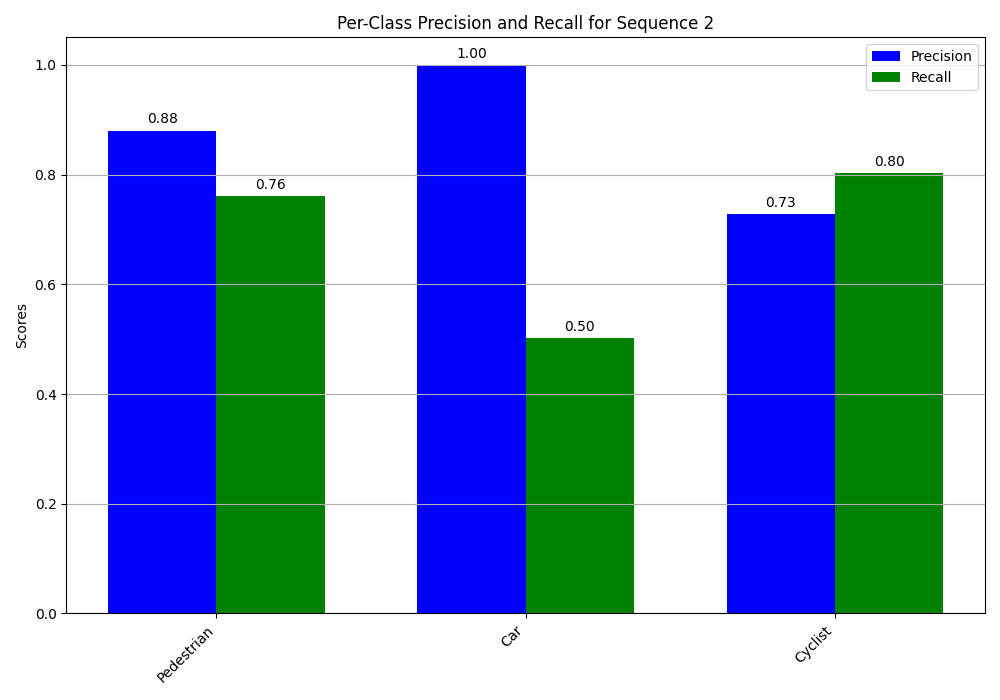 Per-Class Precision and Recall for Sequence 2
Precision
Recall
Scores
1.0
0.8
0.6
0.4
0.2
0.0
0.88
0.76
1.00
0.50
0.73
0.80
Pedestrian
Car
Cyclist